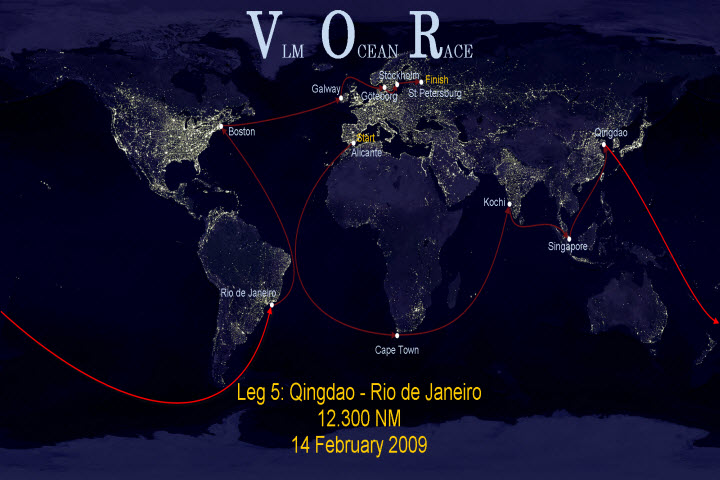 VLM OCEAN RACE
Stockholm
Finish
Galway
Göteborg
St Petersburg
Boston
Start
Alicante
Qingdao
Kochi
Singapore
Rio de Janeiro
Cape Town
Leg 5: Qingdao - Rio de Janeiro
12.300 NM
14 February 2009